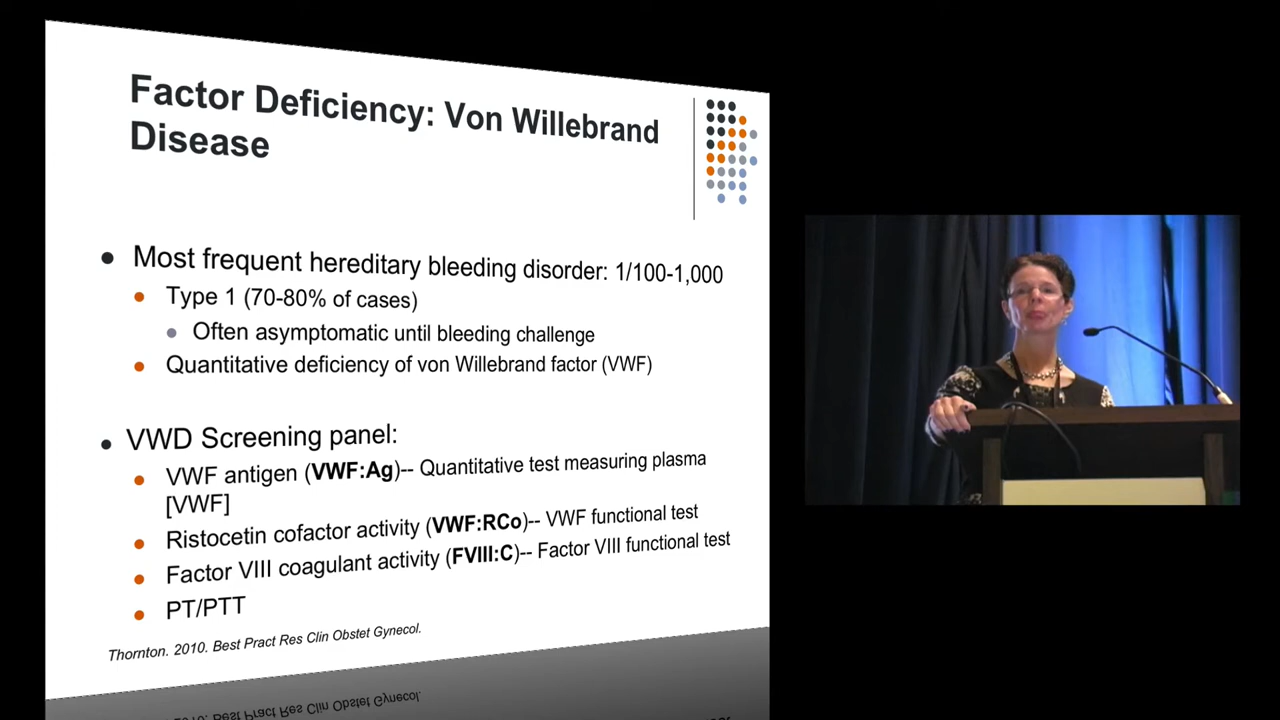 Factor Deficiency: Von Willebrand
Disease
Most frequent hereditary bleeding disorder: 1/100-1,000
Type 1 (70-80% of cases)
Often asymptomatic until bleeding challenge
Quantitative deficiency of von Willebrand factor (VWF)
VWD Screening panel:
VWF antigen (VWF:Ag)-- Quantitative test measuring plasma
[VWF]
Ristocetin cofactor activity (VWF:RCo)-- VWF functional test
Factor VIII coagulant activity (FVIII:C)-- Factor VIII functional test
PT/PTT
Thornton. 2010. Best Pract Res Clin Obstet Gynecol.